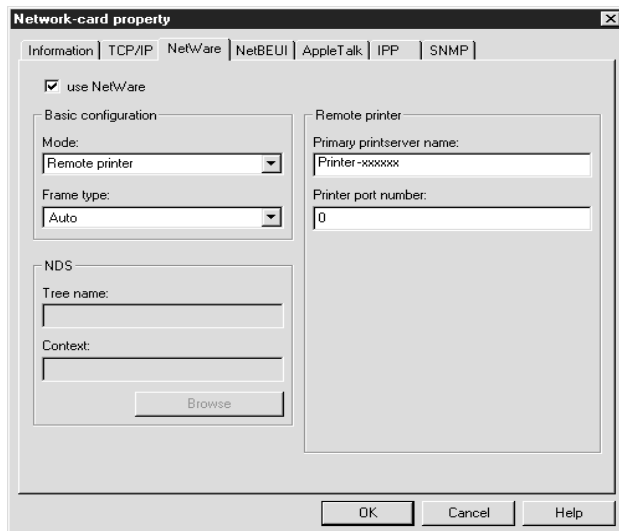 Network-card property
Information TCP/IP NetWare NetBEUI AppleTalk IPP SNMP
use NetWare
Basic configuration
Mode:
Remote printer
Frame type:
Auto
NDS
Tree name:
Context:
Browse
Remote printer
Primary printserver name:
Printer-xxxxxx
Printer port number:
0
OK Cancel Help